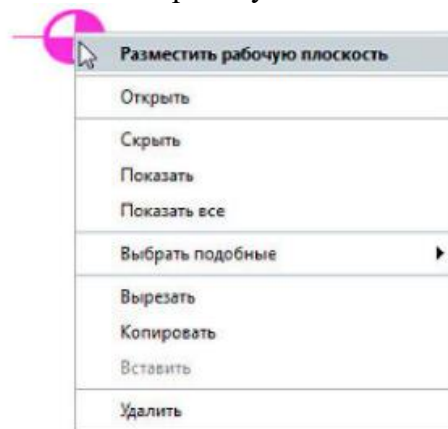 Разместить рабочую плоскость
Открыть
Скрыть
Показать
Показать все
Выбрать подобные
Вырезать
Копировать
Вставить
Удалить